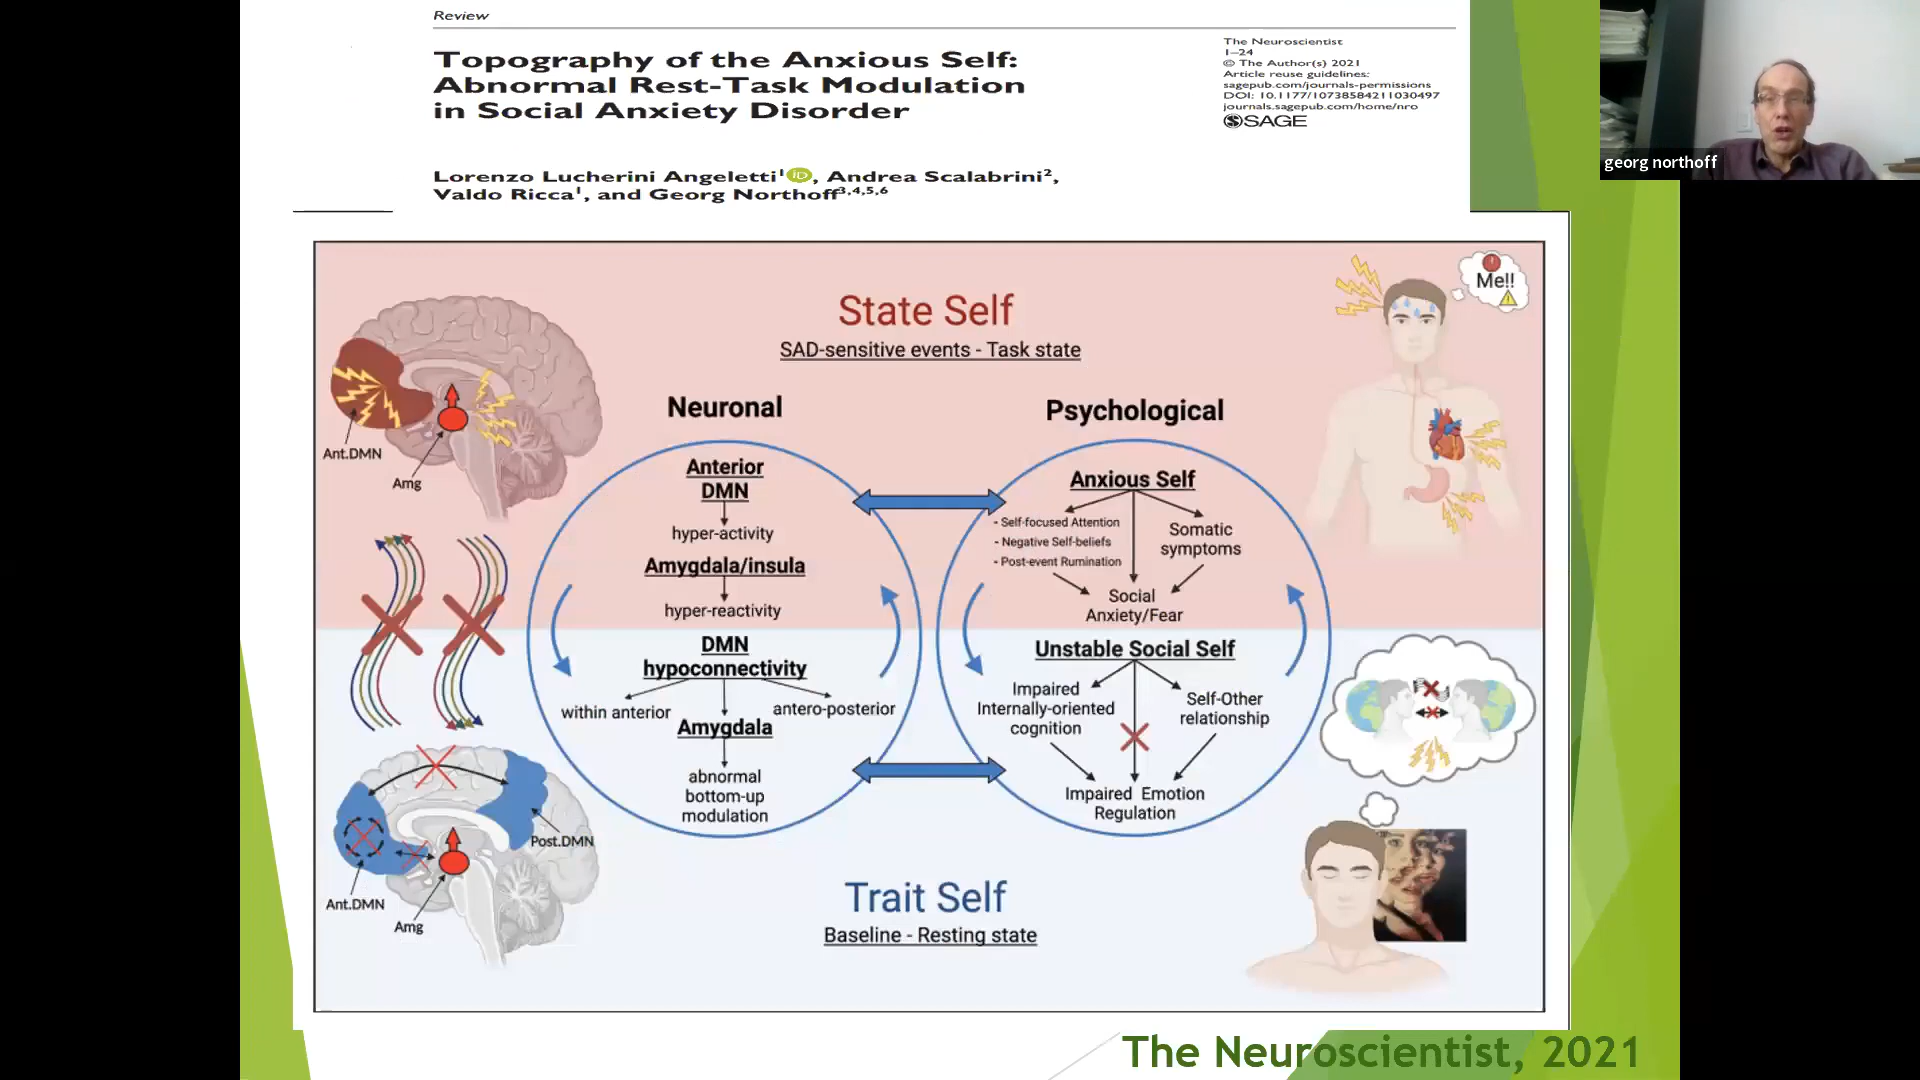 Review
Topography of the Anxious Self:
Abnormal Rest-Task Modulation
in Social Anxiety Disorder
The Neuroscientist
1–24
© The Author(s) 2021
Article reuse guidelines:
sagepub.com/journals-permissions
DOI: 10.1177/10738584211030497
journals.sagepub.com/home/nro
SAGE
Lorenzo Lucherini Angeletti1 iD, Andrea Scalabrini2,
Valdo Ricca1, and Georg Northoff3,4,5,6
georg northoff
State Self
SAD-sensitive events - Task state
Me!!
Neuronal
Psychological
Ant.DMN
Amg
Anterior
DMN
hyper-activity
Amygdala/insula
hyper-reactivity
DMN
hypoconnectivity
within anterior
antero-posterior
Amygdala
abnormal
bottom-up
modulation
Anxious Self
- Self-focused Attention
- Negative Self-beliefs
- Post-event Rumination
Somatic
symptoms
Social
Anxiety/Fear
Unstable Social Self
Impaired
Internally-oriented
cognition
Self-Other
relationship
Impaired Emotion
Regulation
Post.DMN
Ant.DMN
Amg
Trait Self
Baseline - Resting state
The Neuroscientist, 2021